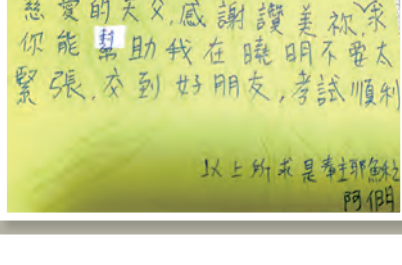 慈愛的天父,感謝讚美祢,求
你能幫助我在曉明不要太
緊張,交到好朋友,考試順利
以上所求是奉主耶穌
阿們